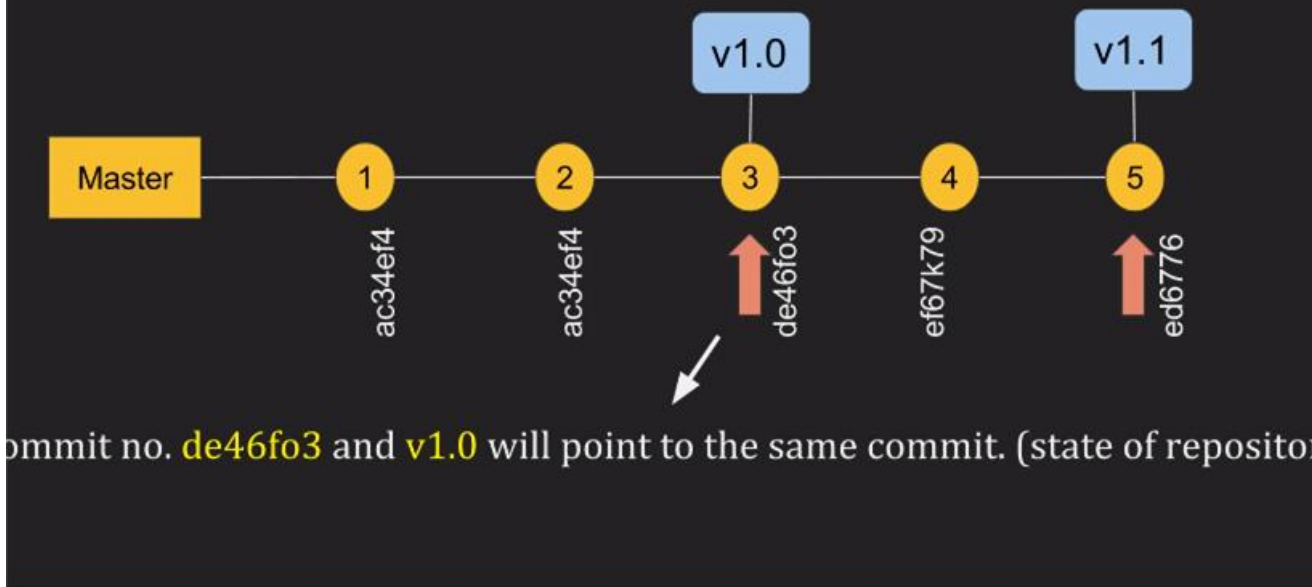 v1.0
v1.1
Master
1
2
3
4
5
ac34ef4
ac34ef4
de46fo3
ef67k79
ed6776
ommit no. de46fo3 and v1.0 will point to the same commit. (state of reposito